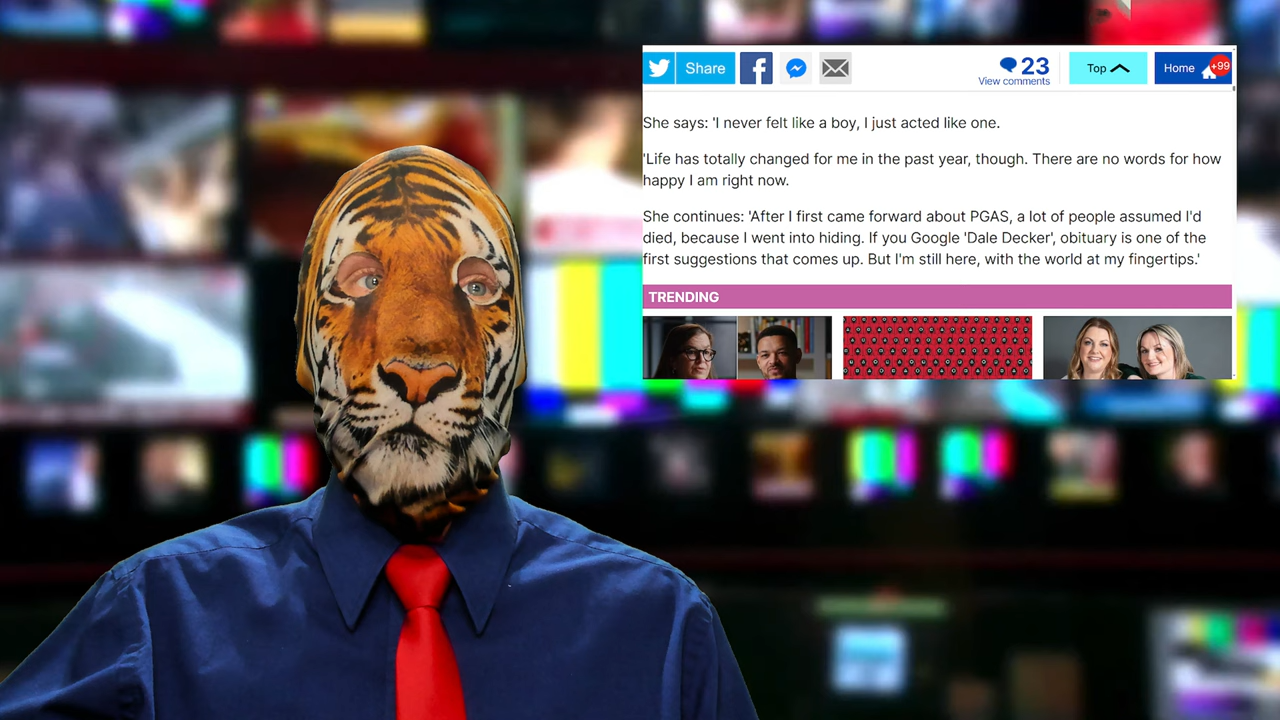 Share
23
View comments
Top
Home
+99
She says: 'I never felt like a boy, I just acted like one.
'Life has totally changed for me in the past year, though. There are no words for how
happy I am right now.
She continues: 'After I first came forward about PGAS, a lot of people assumed I'd
died, because I went into hiding. If you Google 'Dale Decker', obituary is one of the
first suggestions that comes up. But I'm still here, with the world at my fingertips.'
TRENDING